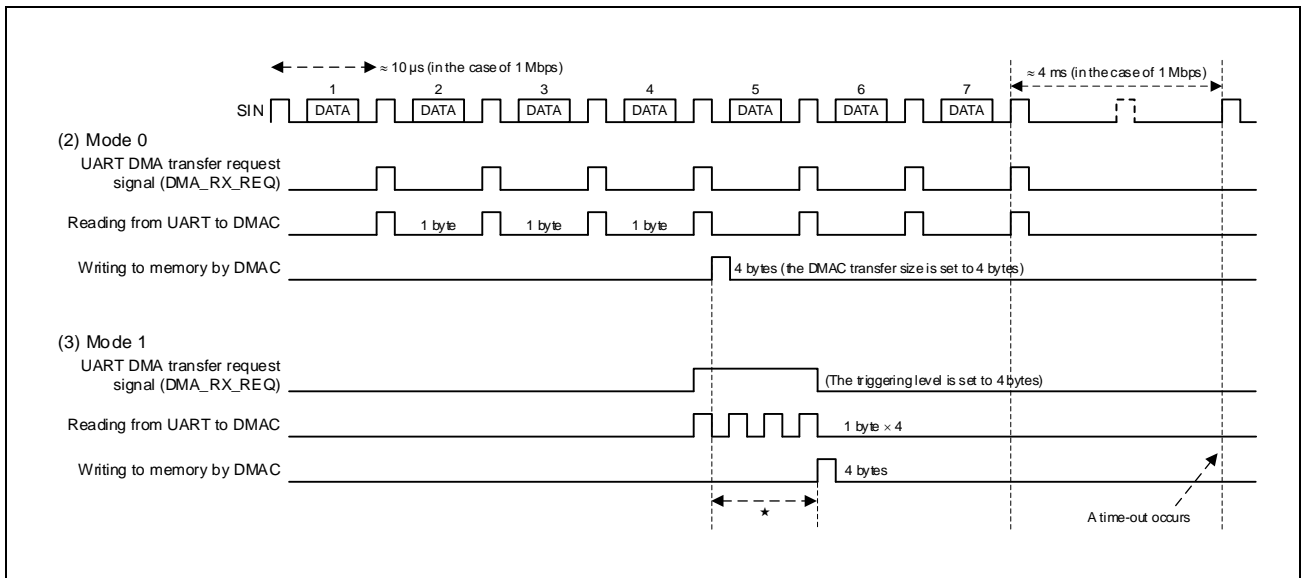 ≈ 10 µs (in the case of 1 Mbps)
≈ 4 ms (in the case of 1 Mbps)
1 2 3 4 5 6 7
SIN DATA DATA DATA DATA DATA DATA DATA
(2) Mode 0
UART DMA transfer request
signal (DMA_RX_REQ)
Reading from UART to DMAC 1 byte 1 byte 1 byte
Writing to memory by DMAC 4 bytes (the DMAC transfer size is set to 4 bytes)
(3) Mode 1
UART DMA transfer request
signal (DMA_RX_REQ) (The triggering level is set to 4 bytes)
Reading from UART to DMAC 1 byte × 4
Writing to memory by DMAC 4 bytes
★
A time-out occurs